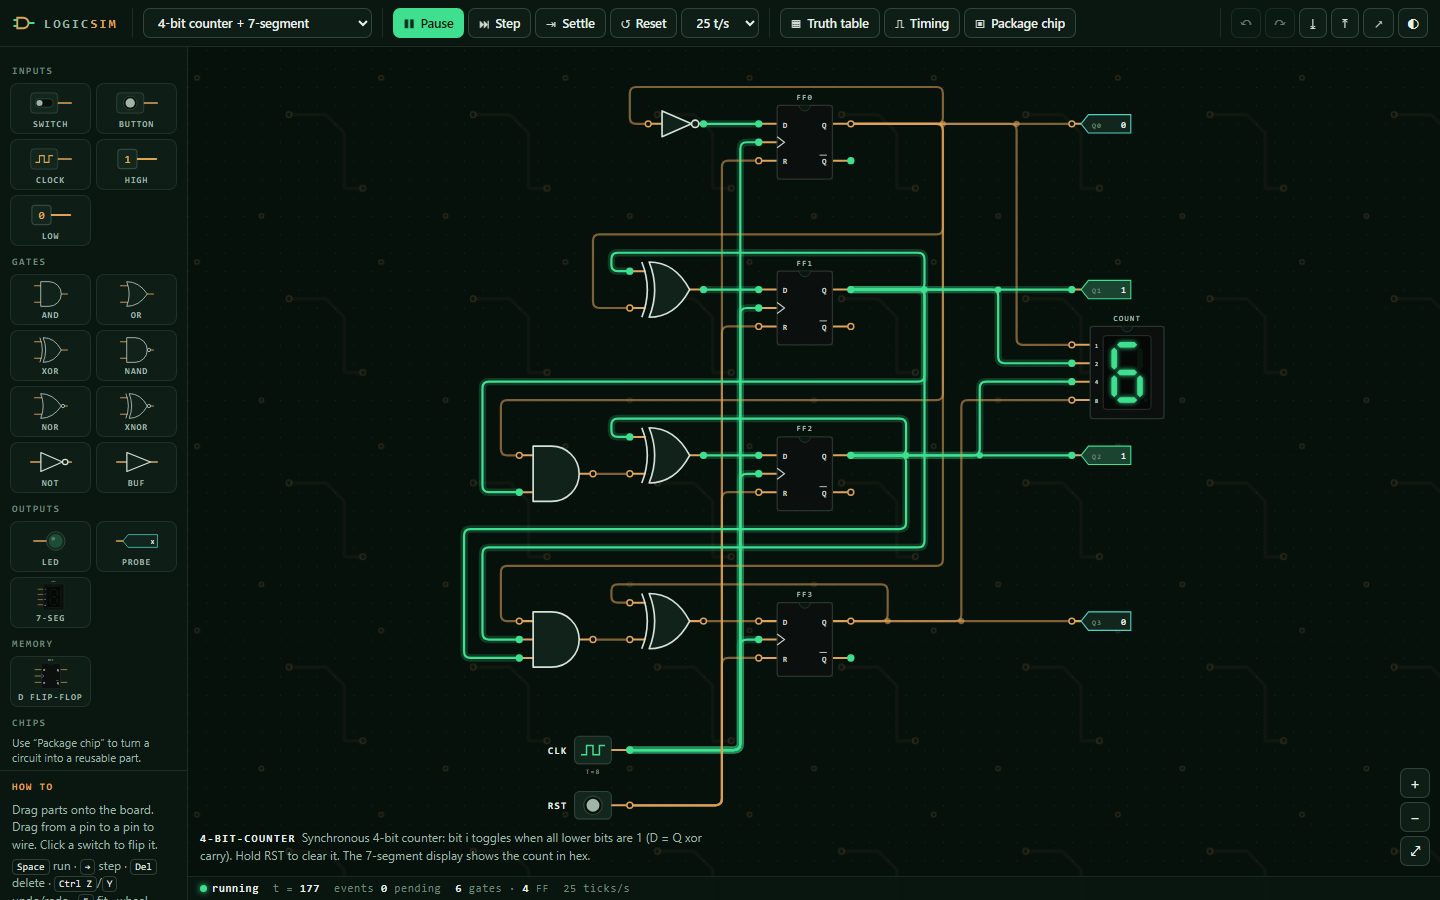 LOGICSIM
4-bit counter + 7-segment
Pause
Step
Settle
Reset
25 t/s
Truth table
Timing
Package chip
INPUTS
SWITCH
BUTTON
CLOCK
1
HIGH
0
LOW
GATES
AND
OR
XOR
NAND
NOR
XNOR
NOT
BUF
OUTPUTS
LED
PROBE
7-SEG
MEMORY
D FLIP-FLOP
CHIPS
Use “Package chip” to turn a
circuit into a reusable part.
HOW TO
Drag parts onto the board.
Drag from a pin to a pin to
wire. Click a switch to flip it.
Space run · → step · Del
delete · Ctrl Z / Y
FF0
D Q
R Q
Q0 0
FF1
D Q
R Q
Q1 1
COUNT
1
2
4
8
6
FF2
D Q
R Q
Q2 1
FF3
D Q
R Q
Q3 0
CLK
T=8
RST
4-BIT-COUNTER Synchronous 4-bit counter: bit i toggles when all lower bits are 1 (D = Q xor
carry). Hold RST to clear it. The 7-segment display shows the count in hex.
+
−
running t = 177 events 0 pending 6 gates · 4 FF 25 ticks/s